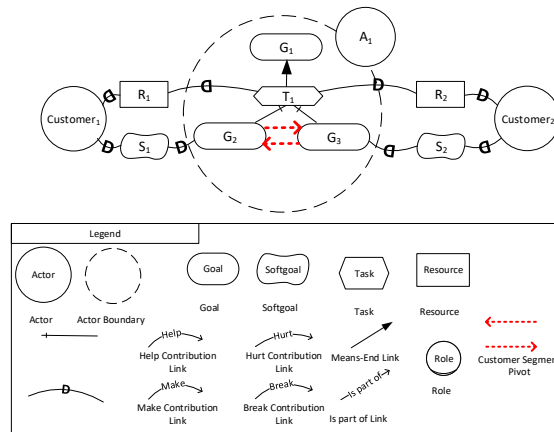 G1
A1
Customer1
R1
D
D
T1
D
R2
D
Customer2
D
S1
D
G2
G3
D
S2
D
Legend
Actor
Goal
Softgoal
Task
Resource
Actor
Actor Boundary
Goal
Softgoal
Task
Resource
Help
Help Contribution
Link
Hurt
Hurt Contribution
Link
Means-End Link
Role
Role
Customer Segment
Pivot
D
Make
Make Contribution
Link
Break
Break Contribution
Link
Is part of
Is part of Link